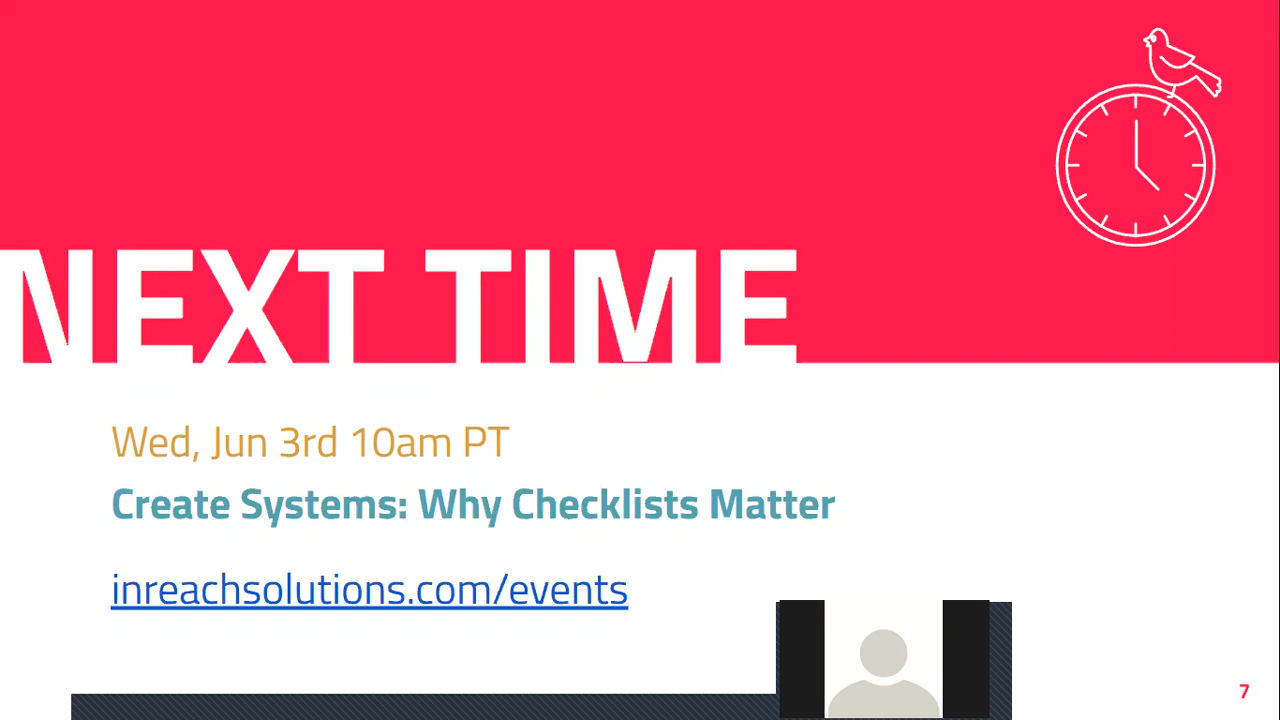 NEXT TIME
Wed, Jun 3rd 10am PT
Create Systems: Why Checklists Matter
inreachsolutions.com/events
7